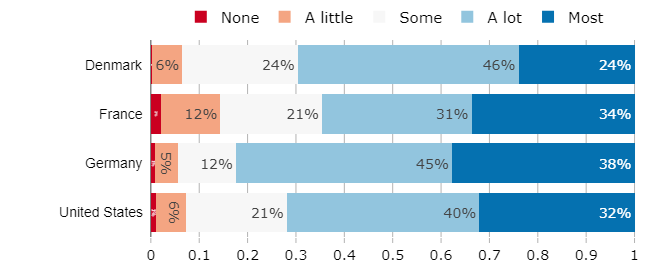 None A little Some A lot Most
Denmark 6% 24% 46% 24%
France 12% 21% 31% 34%
Germany 5% 12% 45% 38%
United States 6% 21% 40% 32%
0 0.1 0.2 0.3 0.4 0.5 0.6 0.7 0.8 0.9 1